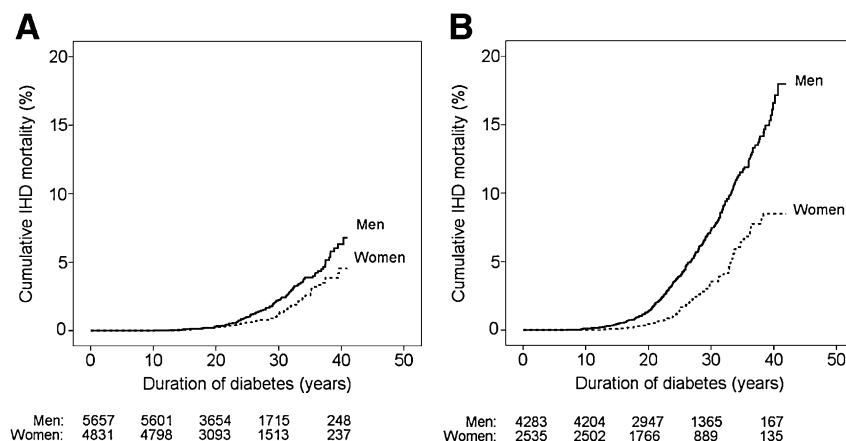 A
Cumulative IHD mortality (%)
20
15
10
5
0
Men
Women
0 10 20 30 40 50
Duration of diabetes (years)
Men: 5657 5601 3654 1715 248
Women: 4831 4798 3093 1513 237
B
Cumulative IHD mortality (%)
20
15
10
5
0
Men
Women
0 10 20 30 40 50
Duration of diabetes (years)
Men: 4283 4204 2947 1365 167
Women: 2535 2502 1766 889 135